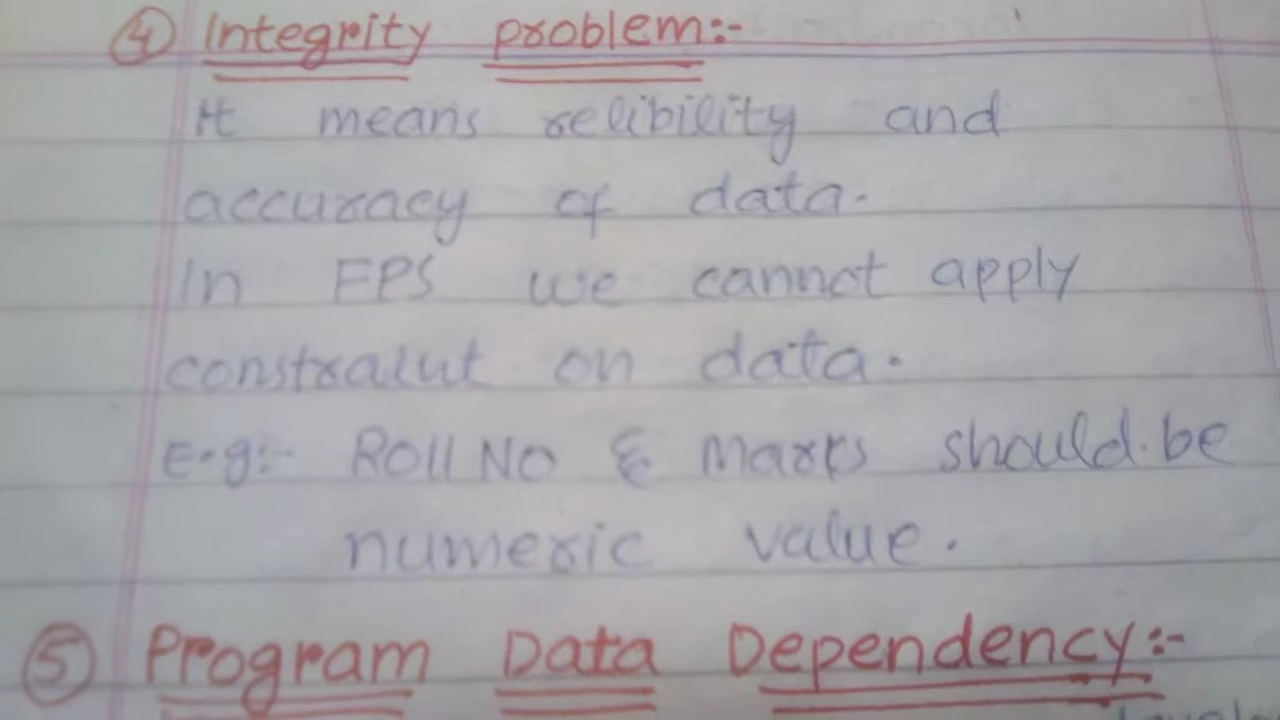 ④ Integrity problem:-
It means relibility and
accuracy of data.
In FPS we cannot apply
constraiut on data.
E.g:- Roll No & Marks should be
numeric value.
⑤ Program Data Dependency:-